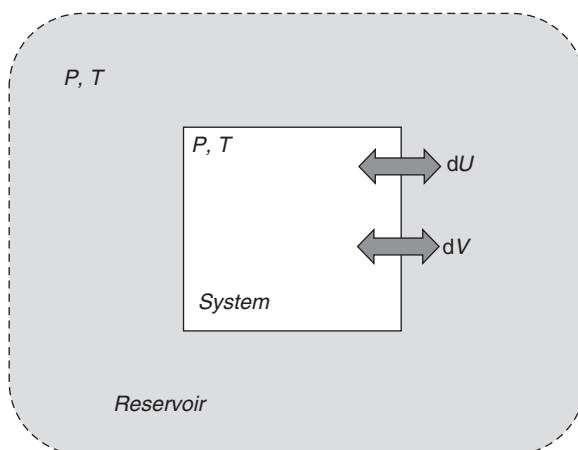 P, T
P, T
dU
dV
System
Reservoir